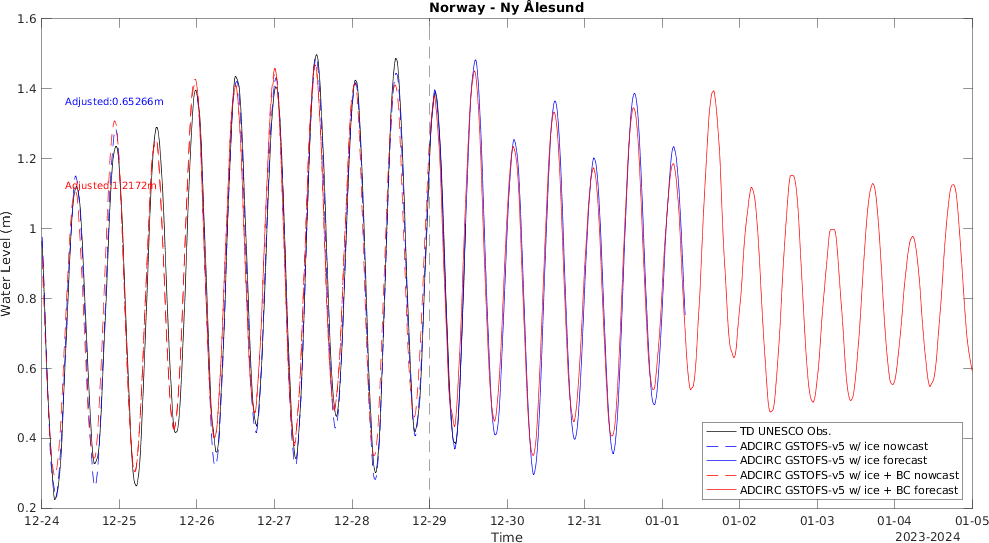 Norway - Ny Ålesund
1.6
1.4
1.2
1
0.8
0.6
0.4
0.2
Water Level (m)
Adjusted:0.65266m
Adjusted:1.2172m
TD UNESCO Obs.
ADCIRC GSTOFS-v5 w/ ice nowcast
ADCIRC GSTOFS-v5 w/ ice forecast
ADCIRC GSTOFS-v5 w/ ice + BC nowcast
ADCIRC GSTOFS-v5 w/ ice + BC forecast
12-24 12-25 12-26 12-27 12-28 12-29 12-30 12-31 01-01 01-02 01-03 01-04 01-05
Time
2023-2024